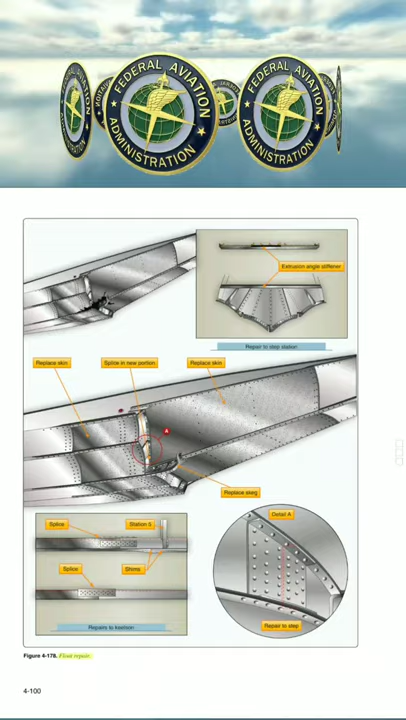 FEDERAL AVIATION
ADMINISTRATION
FEDERAL AVIATION
ADMINISTRATION
Extrusion angle stiffener
Repair to step station
Replace skin
Splice in new portion
Replace skin
A
Replace skeg
Splice
Station 5
Splice
Shims
Repairs to keelson
Detail A
Repair to step
Figure 4-178. Float repair.
4-100